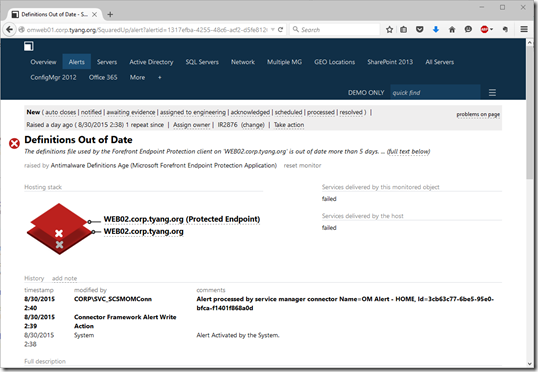 Definitions Out of Date - S...
omweb01.corp.tyang.org/SquaredUp/alert?alertid=1317efba-4255-48c6-acf2-d5fe812
Search
Overview Alerts Servers Active Directory SQL Servers Network Multiple MG GEO Locations SharePoint 2013 All Servers
ConfigMgr 2012 Office 365 More +
DEMO ONLY quick find
New ( auto closes | notified | awaiting evidence | assigned to engineering | acknowledged | scheduled | processed | resolved ) |
problems on page
Raised a day ago ( 8/30/2015 2:38) 1 repeat since | Assign owner | IR2876 (change) | Take action
Definitions Out of Date
The definitions file used by the Forefront Endpoint Protection client on 'WEB02.corp.tyang.org' is out of date more than 5 days. ... (full text below)
raised by Antimalware Definitions Age (Microsoft Forefront Endpoint Protection Application) reset monitor
Hosting stack
WEB02.corp.tyang.org (Protected Endpoint)
WEB02.corp.tyang.org
Services delivered by this monitored object
failed
Services delivered by the host
failed
History add note
timestamp modified by comments
8/30/2015 2:40 CORP\SVC_SCSMOMConn Alert processed by service manager connector Name=OM Alert - HOME, Id=3cb63c77-6be5-95e0-
bfca-f1401f868a0d
8/30/2015 2:39 Connector Framework Alert Write Action
8/30/2015 2:38 System Alert Activated by the System.
Full description